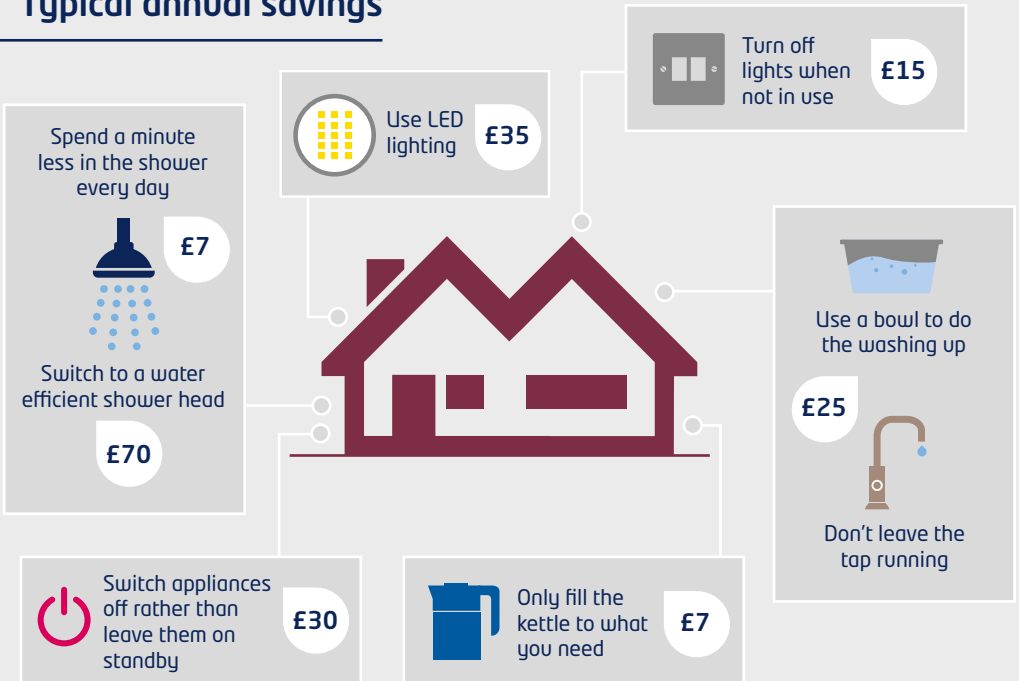 Typical annual savings
Turn off
lights when
not in use
£15
Use LED
lighting
£35
Spend a minute
less in the shower
every day
£7
Switch to a water
efficient shower head
£70
Use a bowl to do
the washing up
£25
Don't leave the
tap running
Switch appliances
off rather than
leave them on
standby
£30
Only fill the
kettle to what
you need
£7